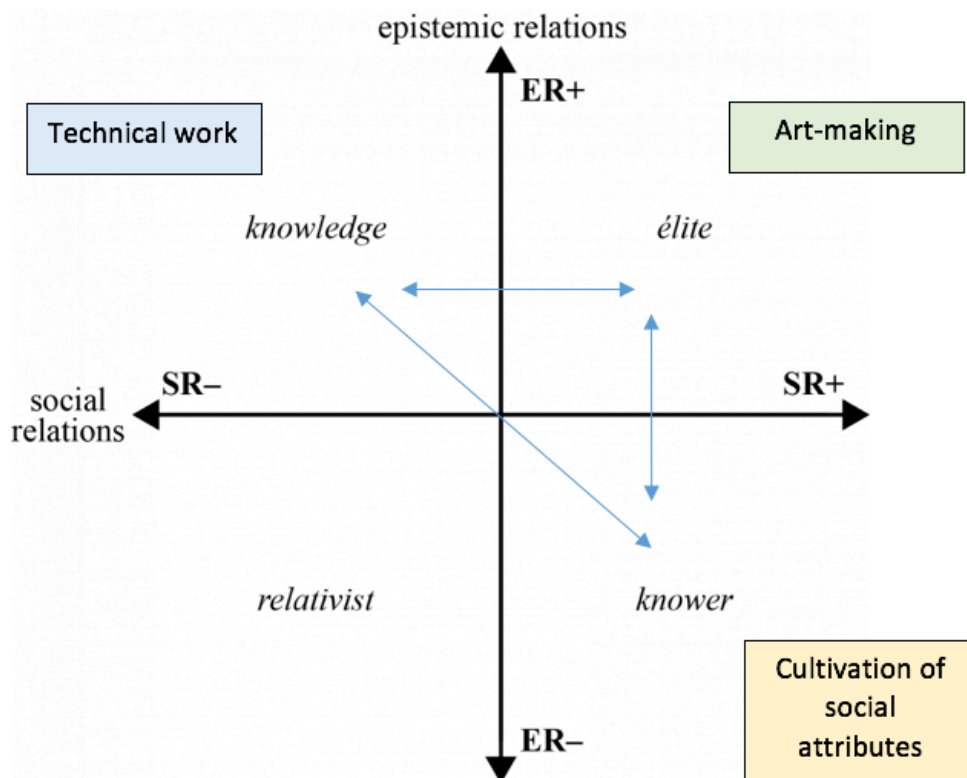 epistemic relations
ER+
Technical work
Art-making
knowledge
élite
SR–
SR+
social
relations
relativist
knower
Cultivation of
social
attributes
ER–